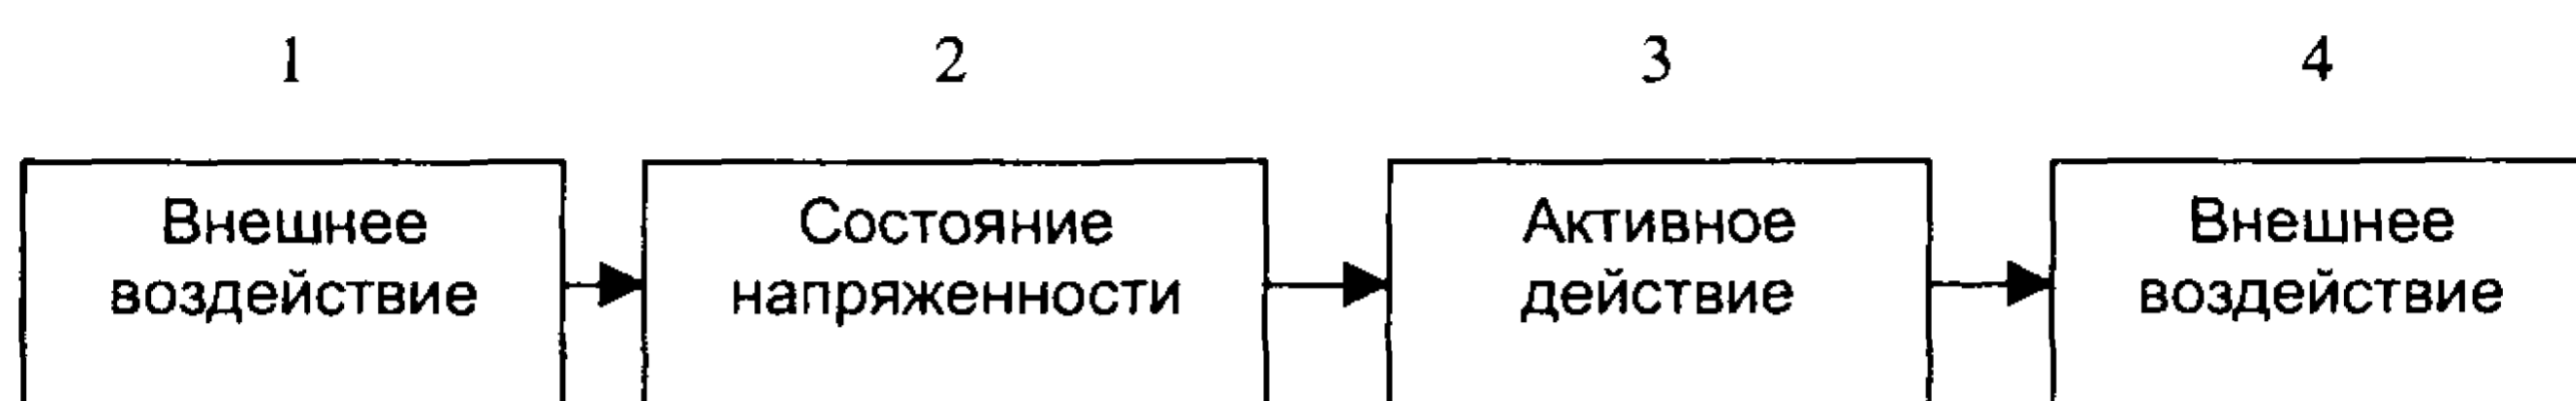 1 2 3 4
Внешнее Состояние Активное Внешнее
воздействие напряженности действие воздействие